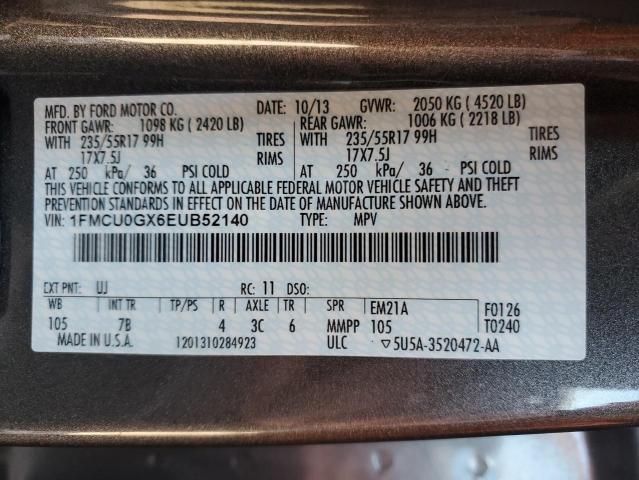 MFD. BY FORD MOTOR CO. DATE: 10/13 GVWR: 2050 KG ( 4520 LB)
FRONT GAWR: 1098 KG ( 2420 LB) REAR GAWR: 1006 KG ( 2218 LB)
WITH 235/55R17 99H TIRES WITH 235/55R17 99H TIRES
17X7.5J RIMS 17X7.5J RIMS
AT 250 kPa/ 36 PSI COLD AT 250 kPa/ 36 PSI COLD
THIS VEHICLE CONFORMS TO ALL APPLICABLE FEDERAL MOTOR VEHICLE SAFETY AND THEFT
PREVENTION STANDARDS IN EFFECT ON THE DATE OF MANUFACTURE SHOWN ABOVE.
VIN: 1FMCU0GX6EUB52140 TYPE: MPV
EXT PNT: UJ RC: 11 DSO:
WB INT TR TP/PS R AXLE TR SPR EM21A F0126
105 7B 4 3C 6 MMPP 105 T0240
MADE IN U.S.A. 1201310284923 ULC ▽5U5A-3520472-AA